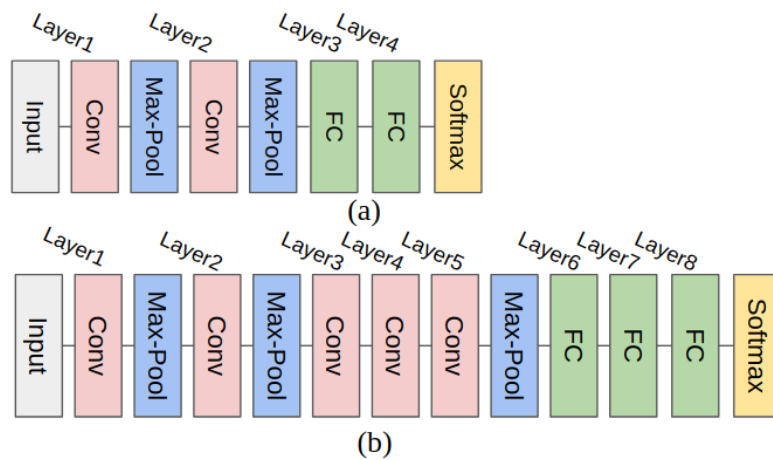 Layer1 Layer2 Layer3 Layer4
Input Conv Max-Pool Conv Max-Pool FC FC Softmax
(a)
Layer1 Layer2 Layer3 Layer4 Layer5 Layer6 Layer7 Layer8
Input Conv Max-Pool Conv Max-Pool Conv Conv Conv Max-Pool FC FC FC Softmax
(b)